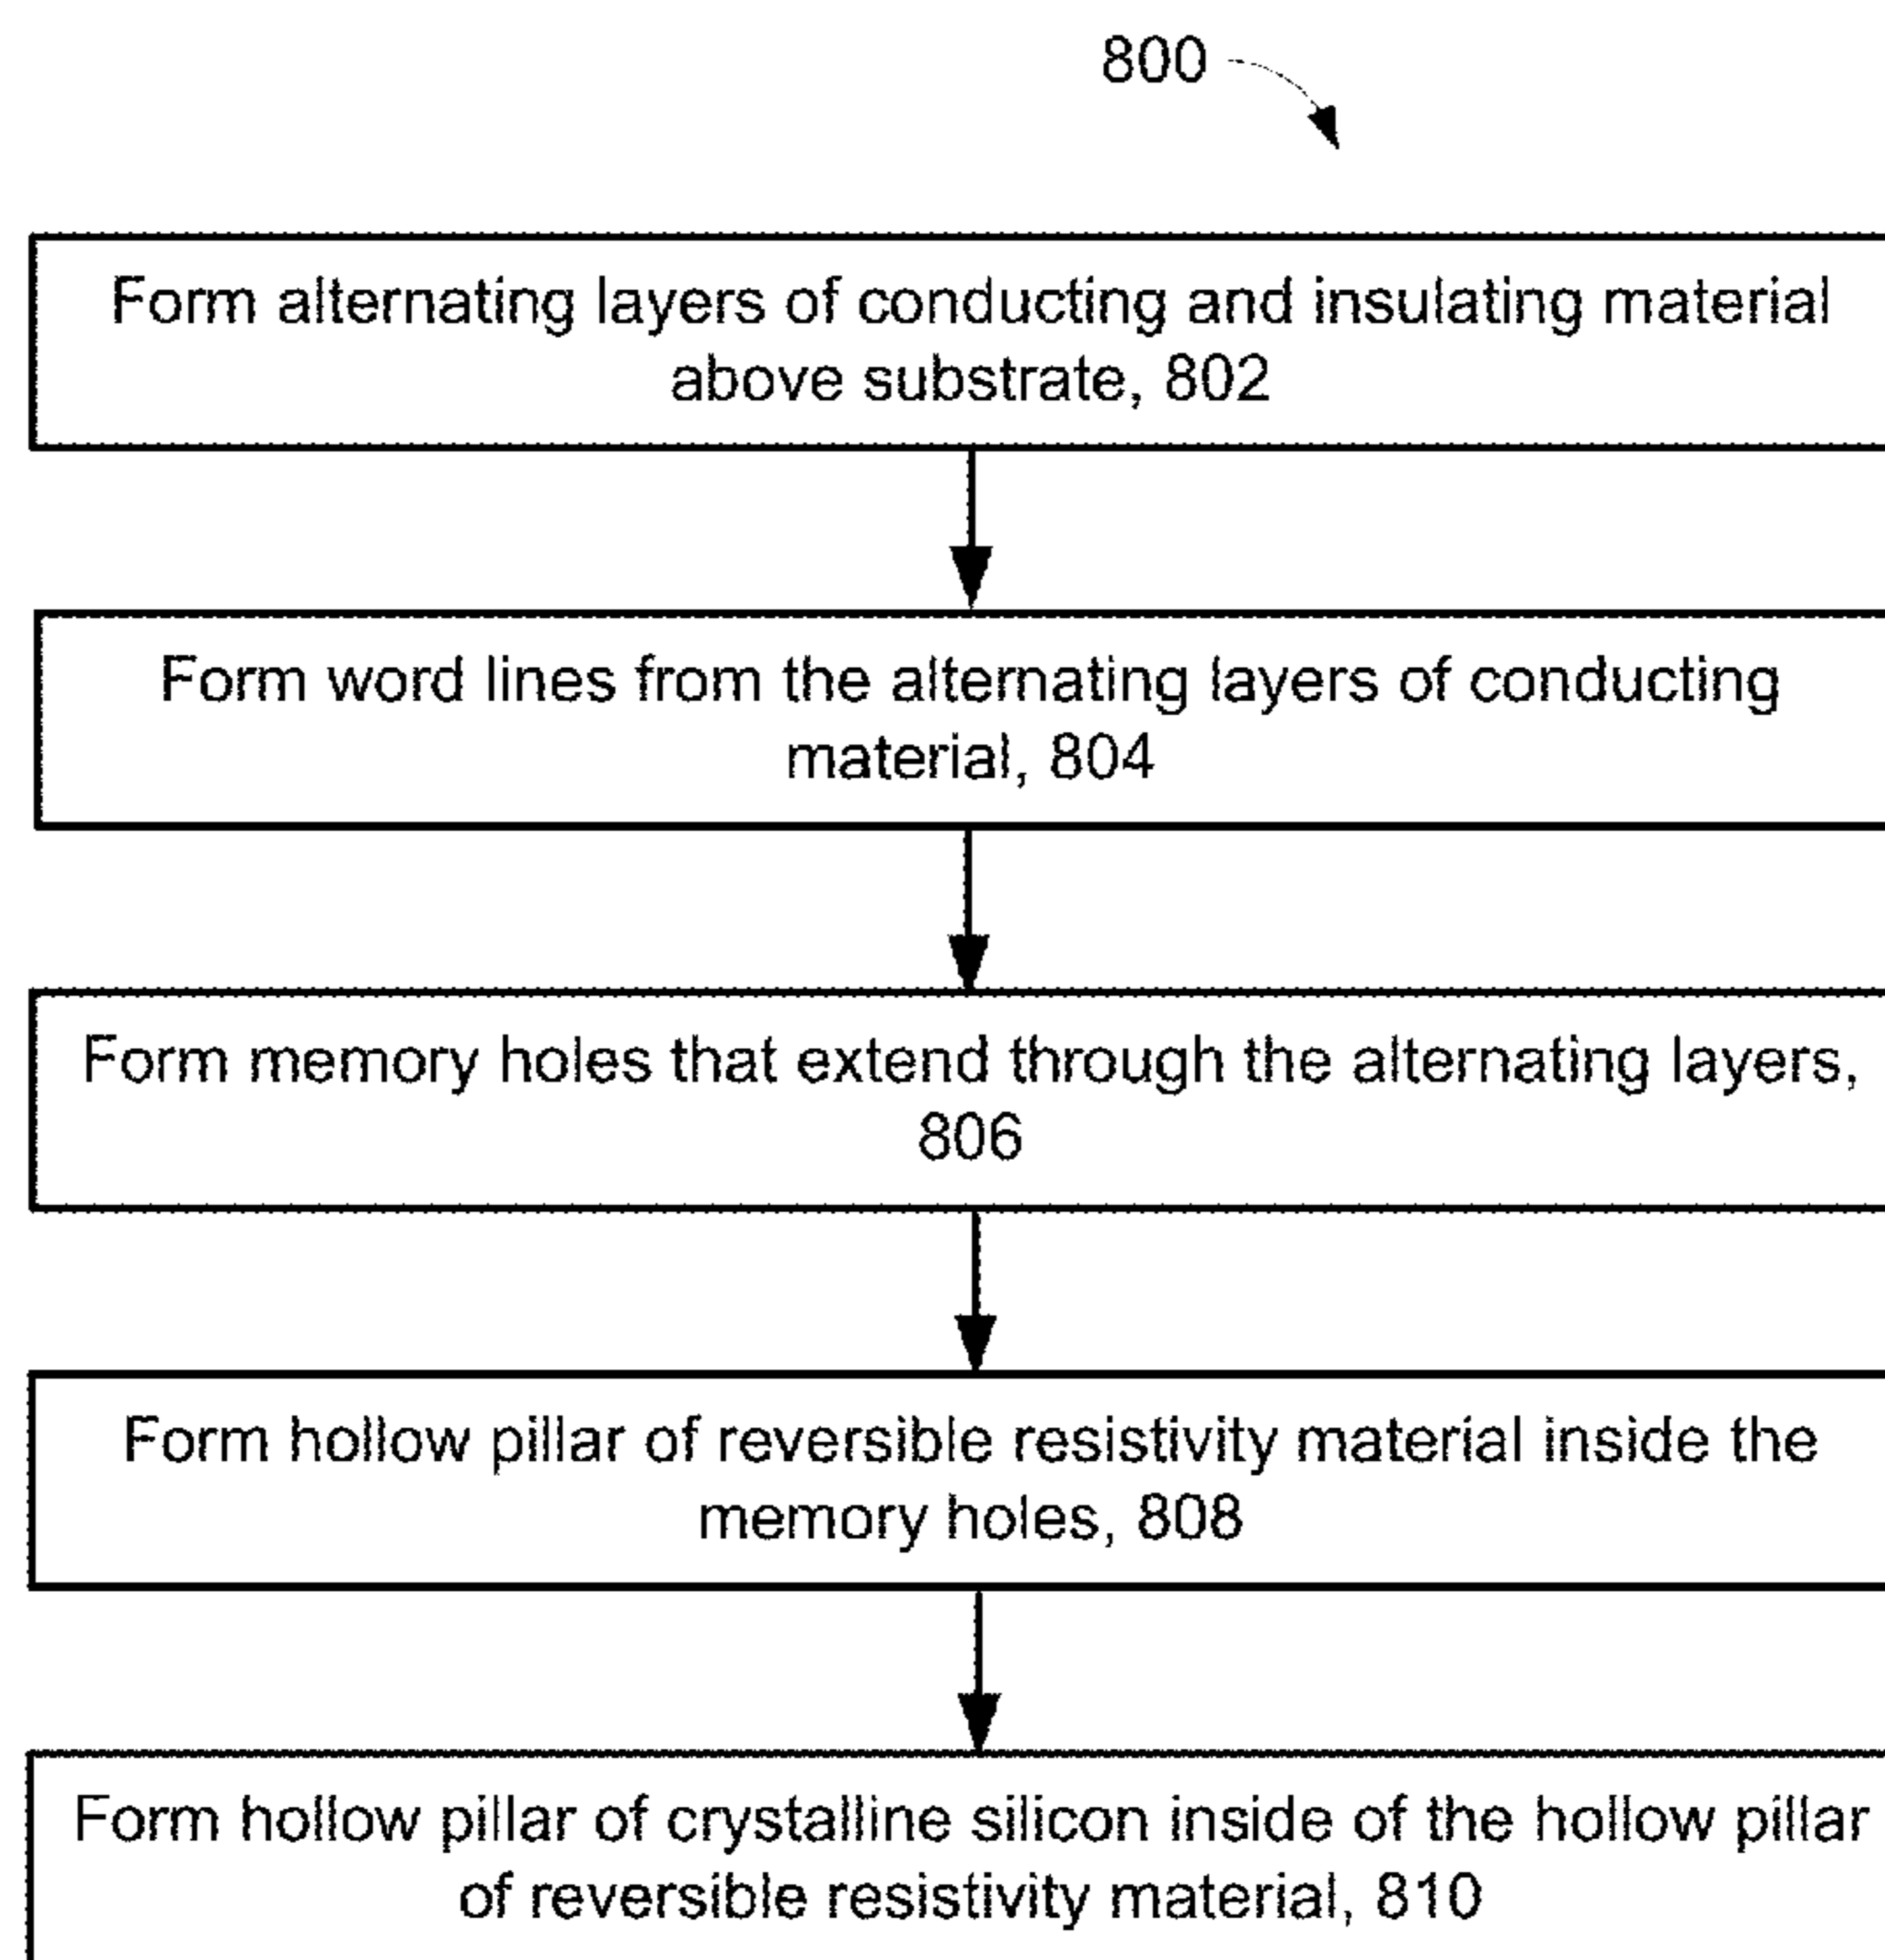 800
Form alternating layers of conducting and insulating material
above substrate, 802
Form word lines from the alternating layers of conducting
material, 804
Form memory holes that extend through the alternating layers,
806
Form hollow pillar of reversible resistivity material inside the
memory holes, 808
Form hollow pillar of crystalline silicon inside of the hollow pillar
of reversible resistivity material, 810